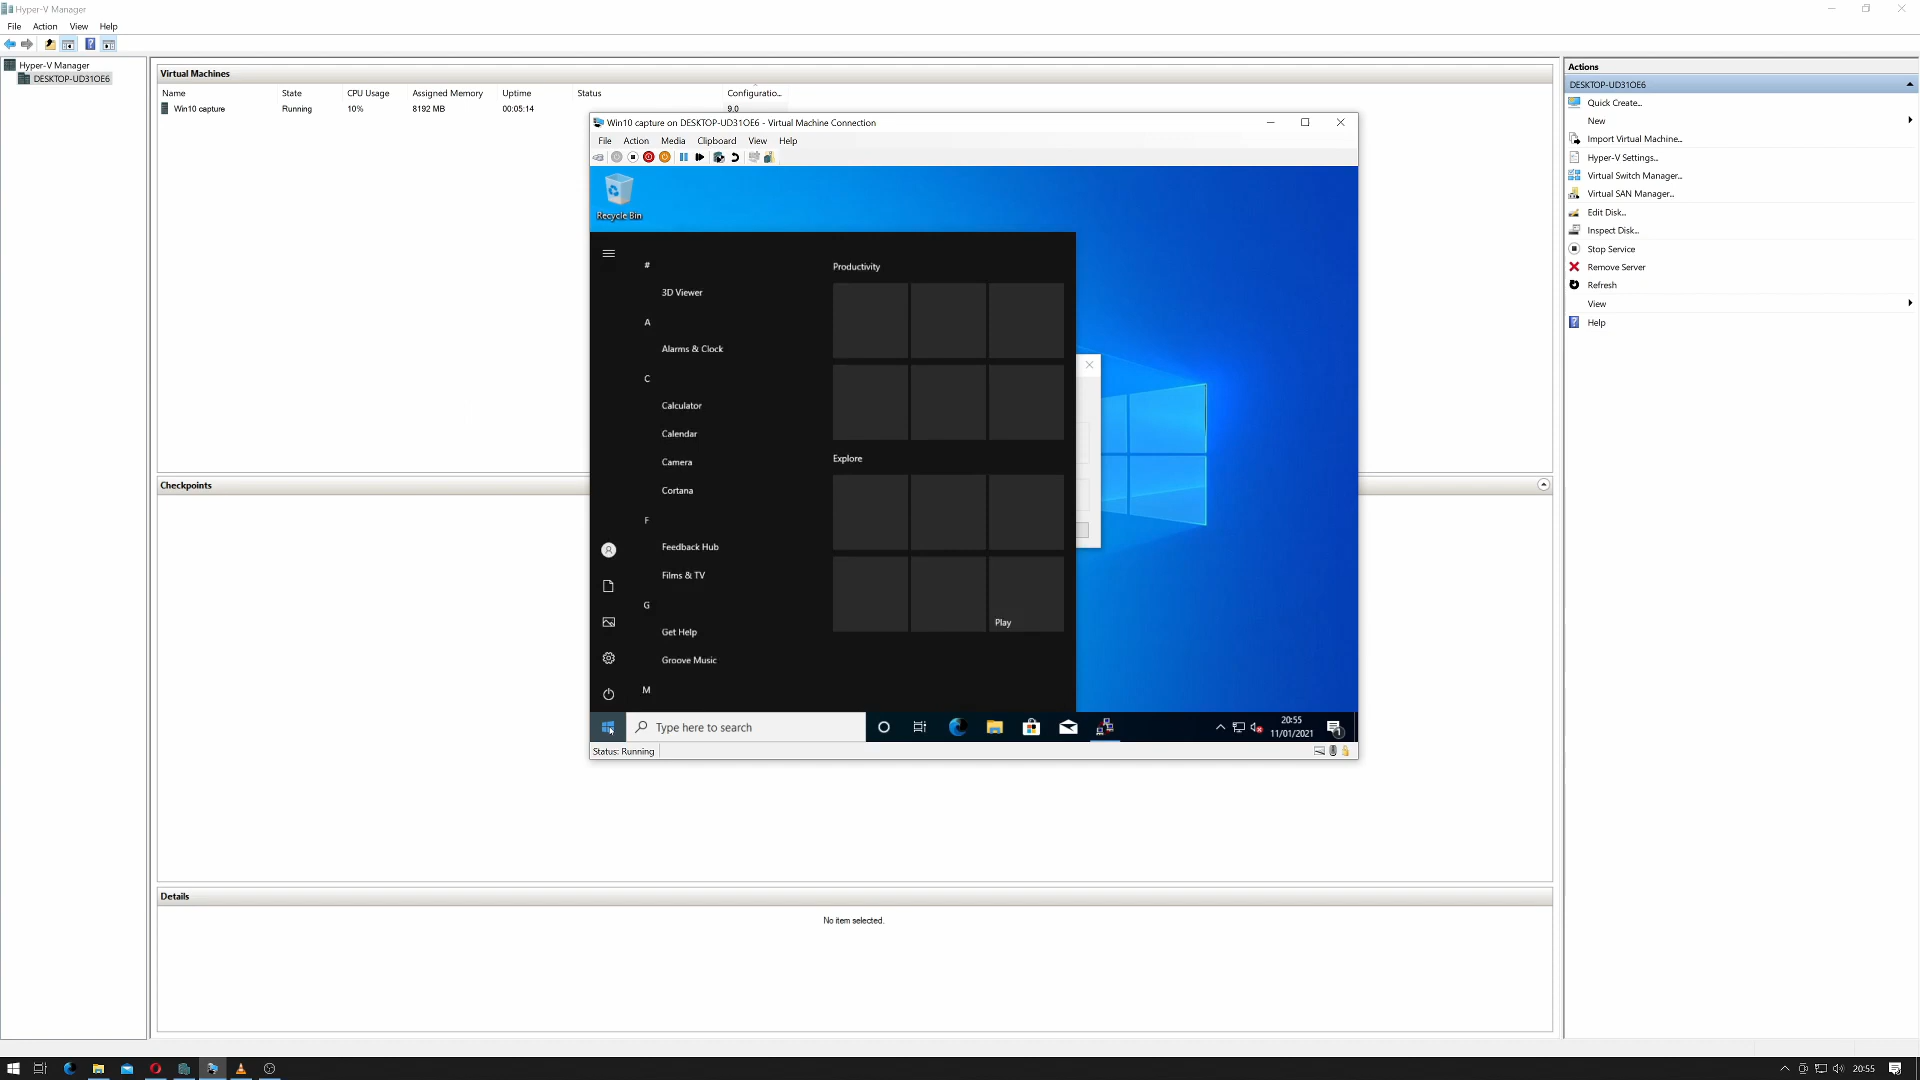 Hyper-V Manager
File Action View Help
Hyper-V Manager
DESKTOP-UD31OE6
Virtual Machines
Name State CPU Usage Assigned Memory Uptime Status Configuratio...
Win10 capture Running 10% 8192 MB 00:05:14 9.0
Win10 capture on DESKTOP-UD31OE6 - Virtual Machine Connection
File Action Media Clipboard View Help
Recycle Bin
#
3D Viewer
A
Alarms & Clock
C
Calculator
Calendar
Camera
Cortana
F
Feedback Hub
Films & TV
G
Get Help
Groove Music
M
Productivity
Explore
Play
Type here to search
20:55
11/01/2021
1
Status: Running
Checkpoints
Details
No item selected.
Actions
DESKTOP-UD31OE6
Quick Create...
New
Import Virtual Machine...
Hyper-V Settings...
Virtual Switch Manager...
Virtual SAN Manager...
Edit Disk...
Inspect Disk...
Stop Service
Remove Server
Refresh
View
Help
20:55